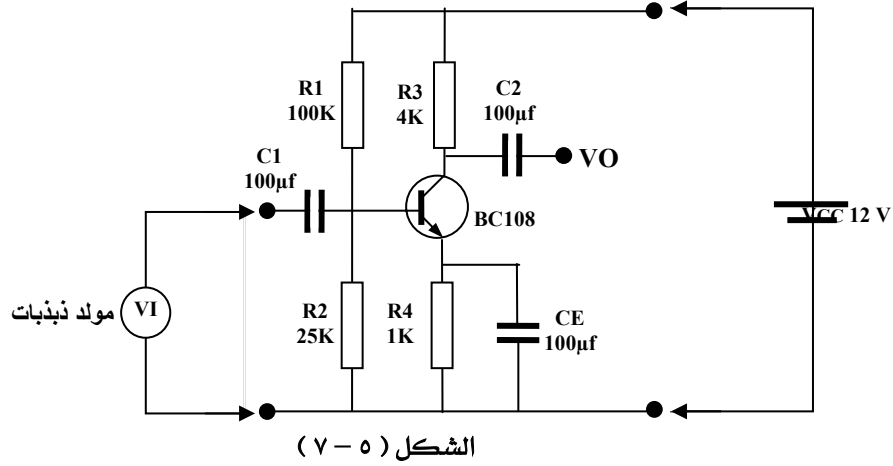 R1
100K
R3
4K
C2
100µf
VO
C1
100µf
BC108
VCC 12 V
مولد ذبذبات
VI
R2
25K
R4
1K
CE
100µf
الشكل ( ٥ – ٧ )